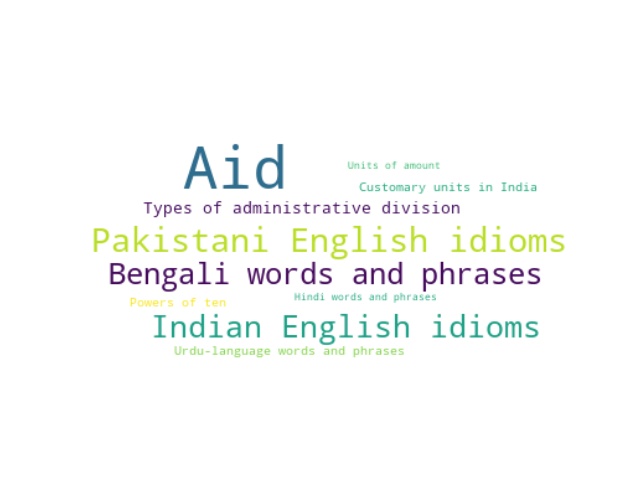 Aid
Units of amount
Customary units in India
Types of administrative division
Pakistani English idioms
Bengali words and phrases
Hindi words and phrases
Powers of ten
Indian English idioms
Urdu-language words and phrases